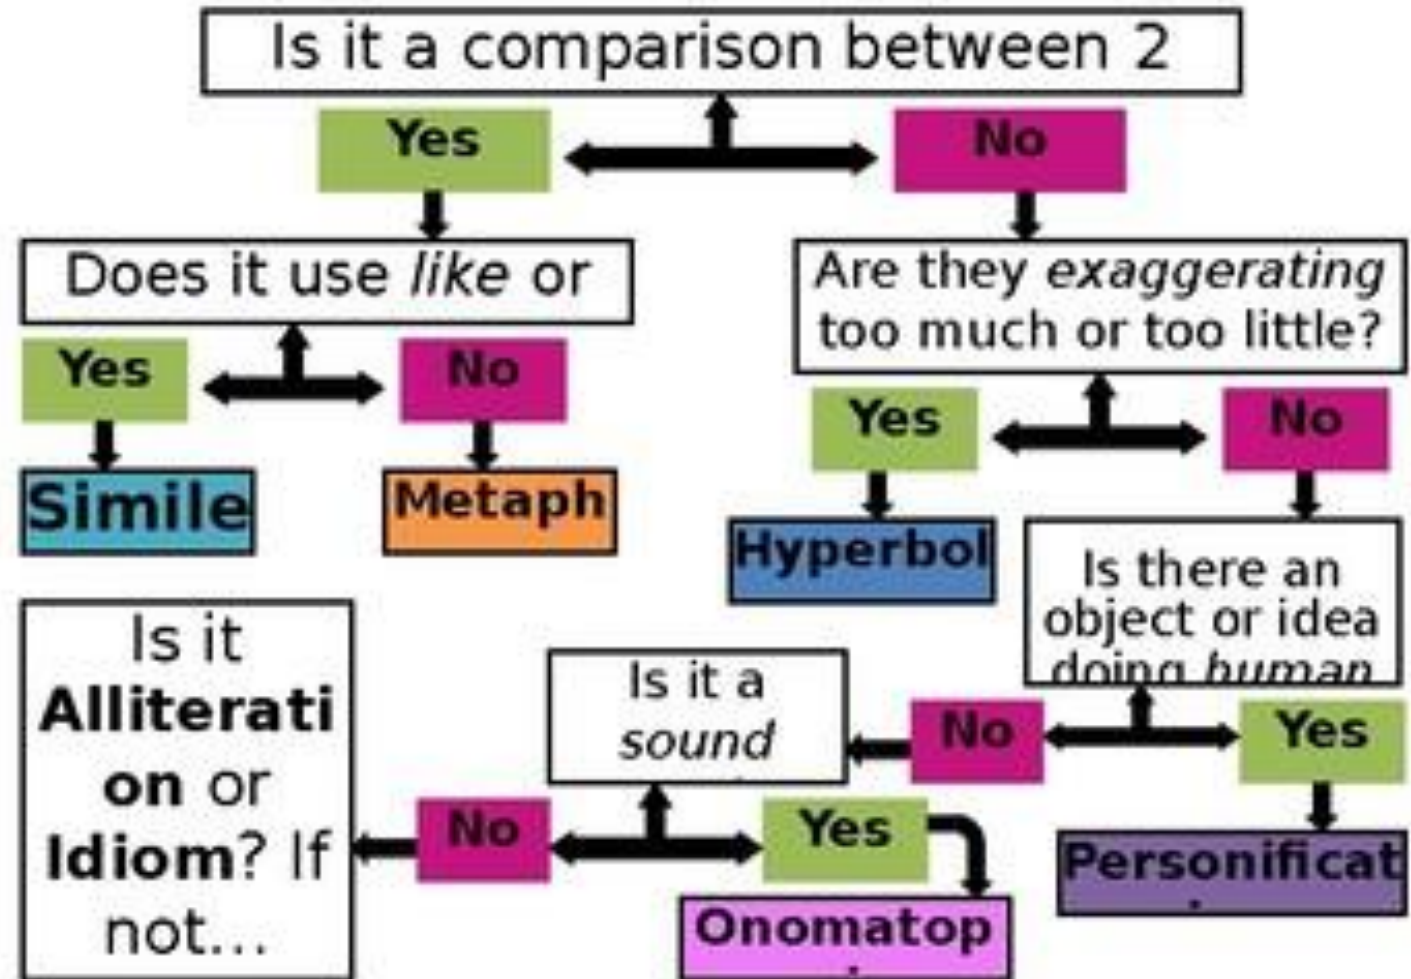 Is it a comparison between 2
Yes
No
Does it use like or
Are they exaggerating
too much or too little?
Yes
No
Yes
No
Simile
Metaph
Hyperbol
Is there an
object or idea
doing human
Is it
Alliterati
on or
Idiom? If
not...
Is it a
sound
No
Yes
No
Yes
Personificat
Onomatop